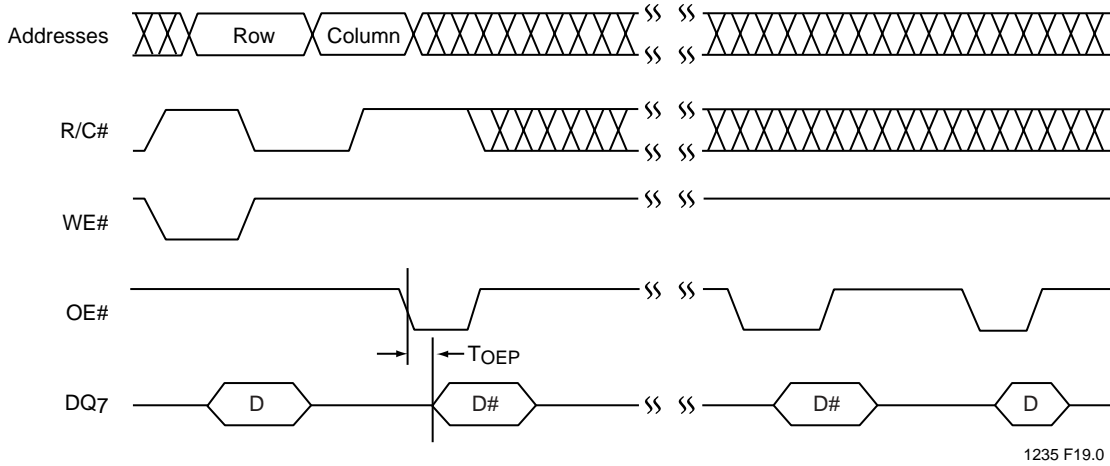 Addresses Row Column
R/C#
WE#
OE#
TOEP
DQ7 D D# D# D
1235 F19.0